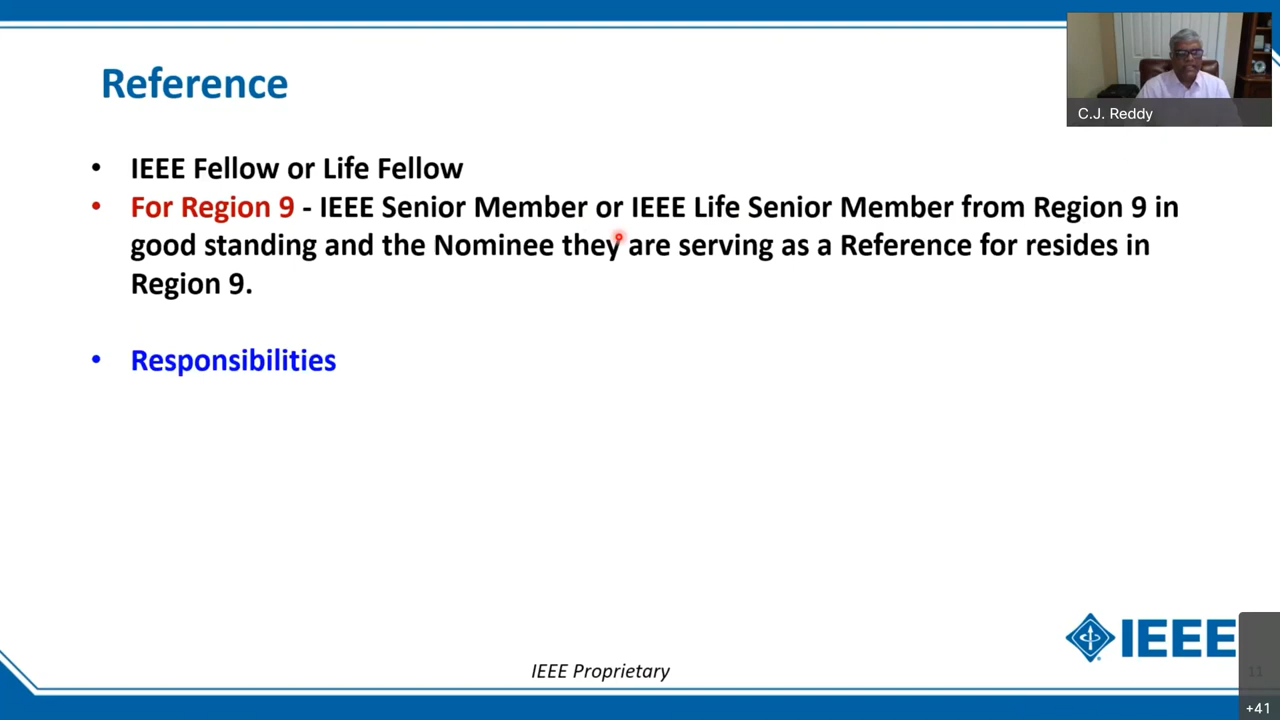 Reference
C.J. Reddy
• IEEE Fellow or Life Fellow
• For Region 9 - IEEE Senior Member or IEEE Life Senior Member from Region 9 in
good standing and the Nominee they are serving as a Reference for resides in
Region 9.
• Responsibilities
IEEE
IEEE Proprietary
11
+41